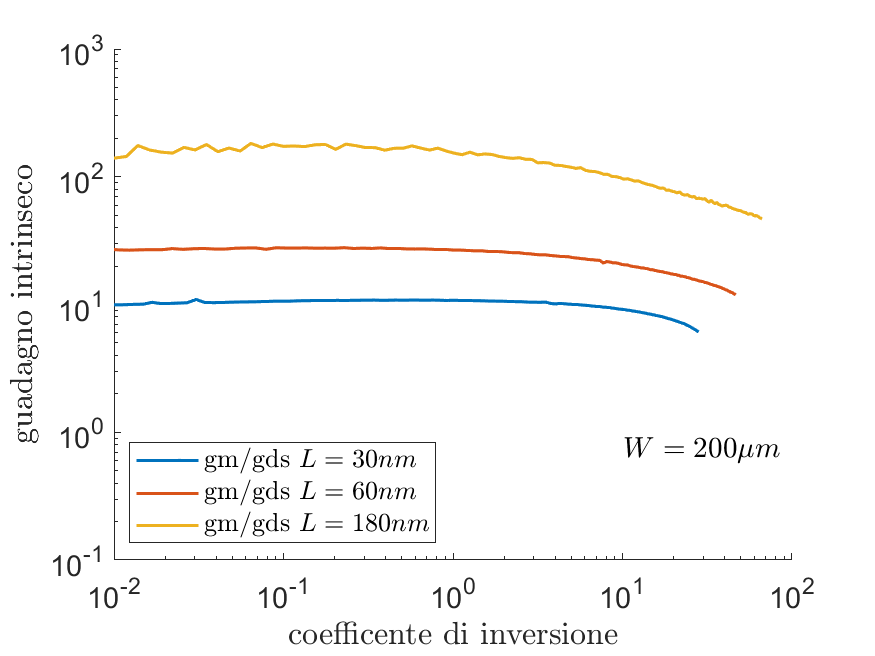 10^3
10^2
10^1
10^0
10^-1
guadagno intrinseco
W = 200μm
gm/gds L = 30nm
gm/gds L = 60nm
gm/gds L = 180nm
10^-2 10^-1 10^0 10^1 10^2
coefficente di inversione